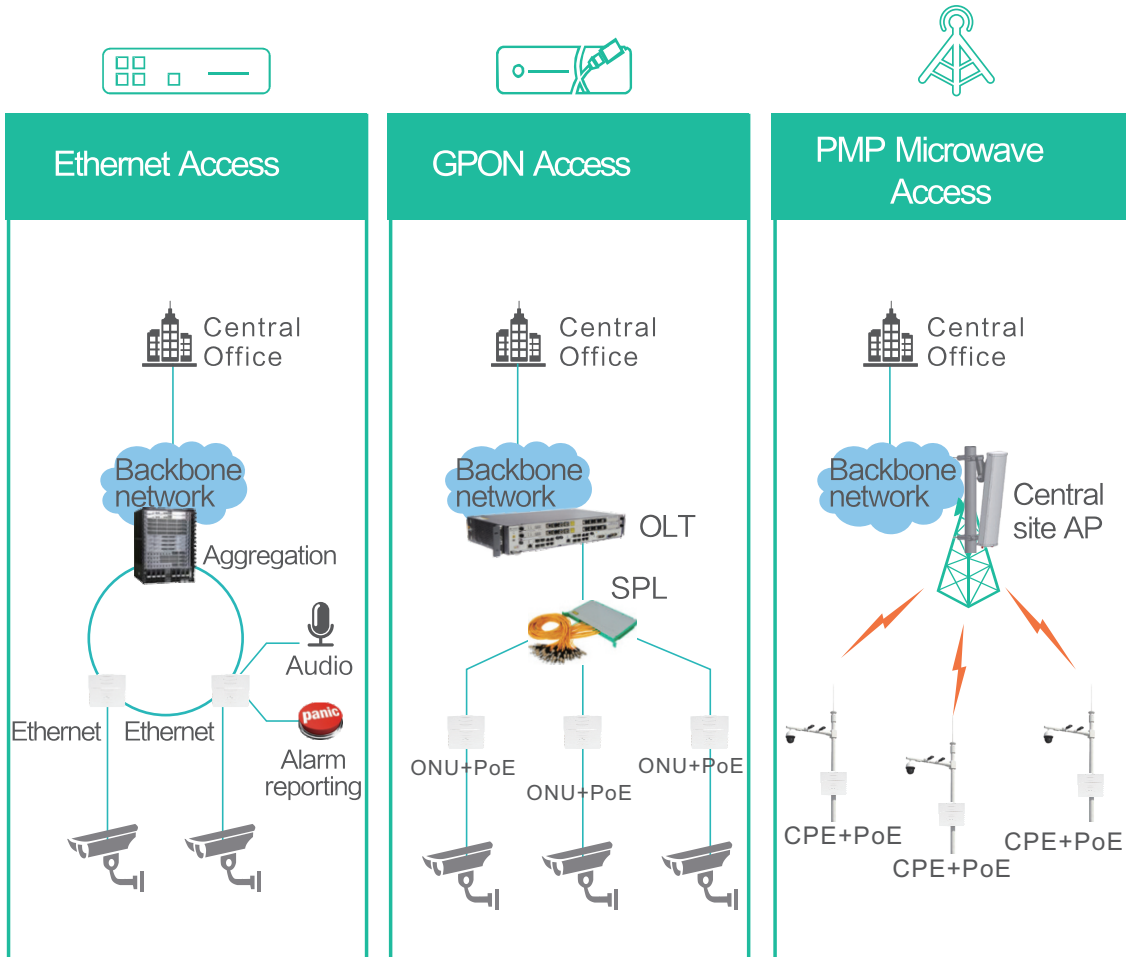 Ethernet Access
Central
Office
Backbone
network
Aggregation
Audio
panic
Ethernet
Ethernet
Alarm
reporting
GPON Access
Central
Office
Backbone
network
OLT
SPL
ONU+PoE
ONU+PoE
ONU+PoE
PMP Microwave
Access
Central
Office
Backbone
network
Central
site AP
CPE+PoE
CPE+PoE
CPE+PoE